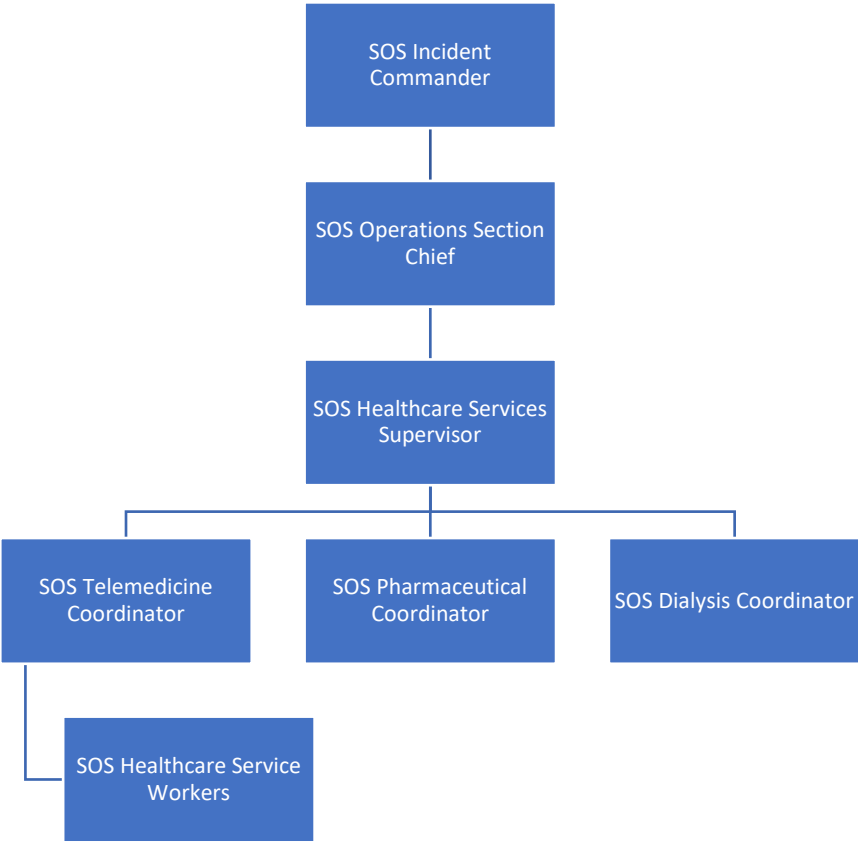 SOS Incident
Commander
SOS Operations Section
Chief
SOS Healthcare Services
Supervisor
SOS Telemedicine
Coordinator
SOS Pharmaceutical
Coordinator
SOS Dialysis Coordinator
SOS Healthcare Service
Workers